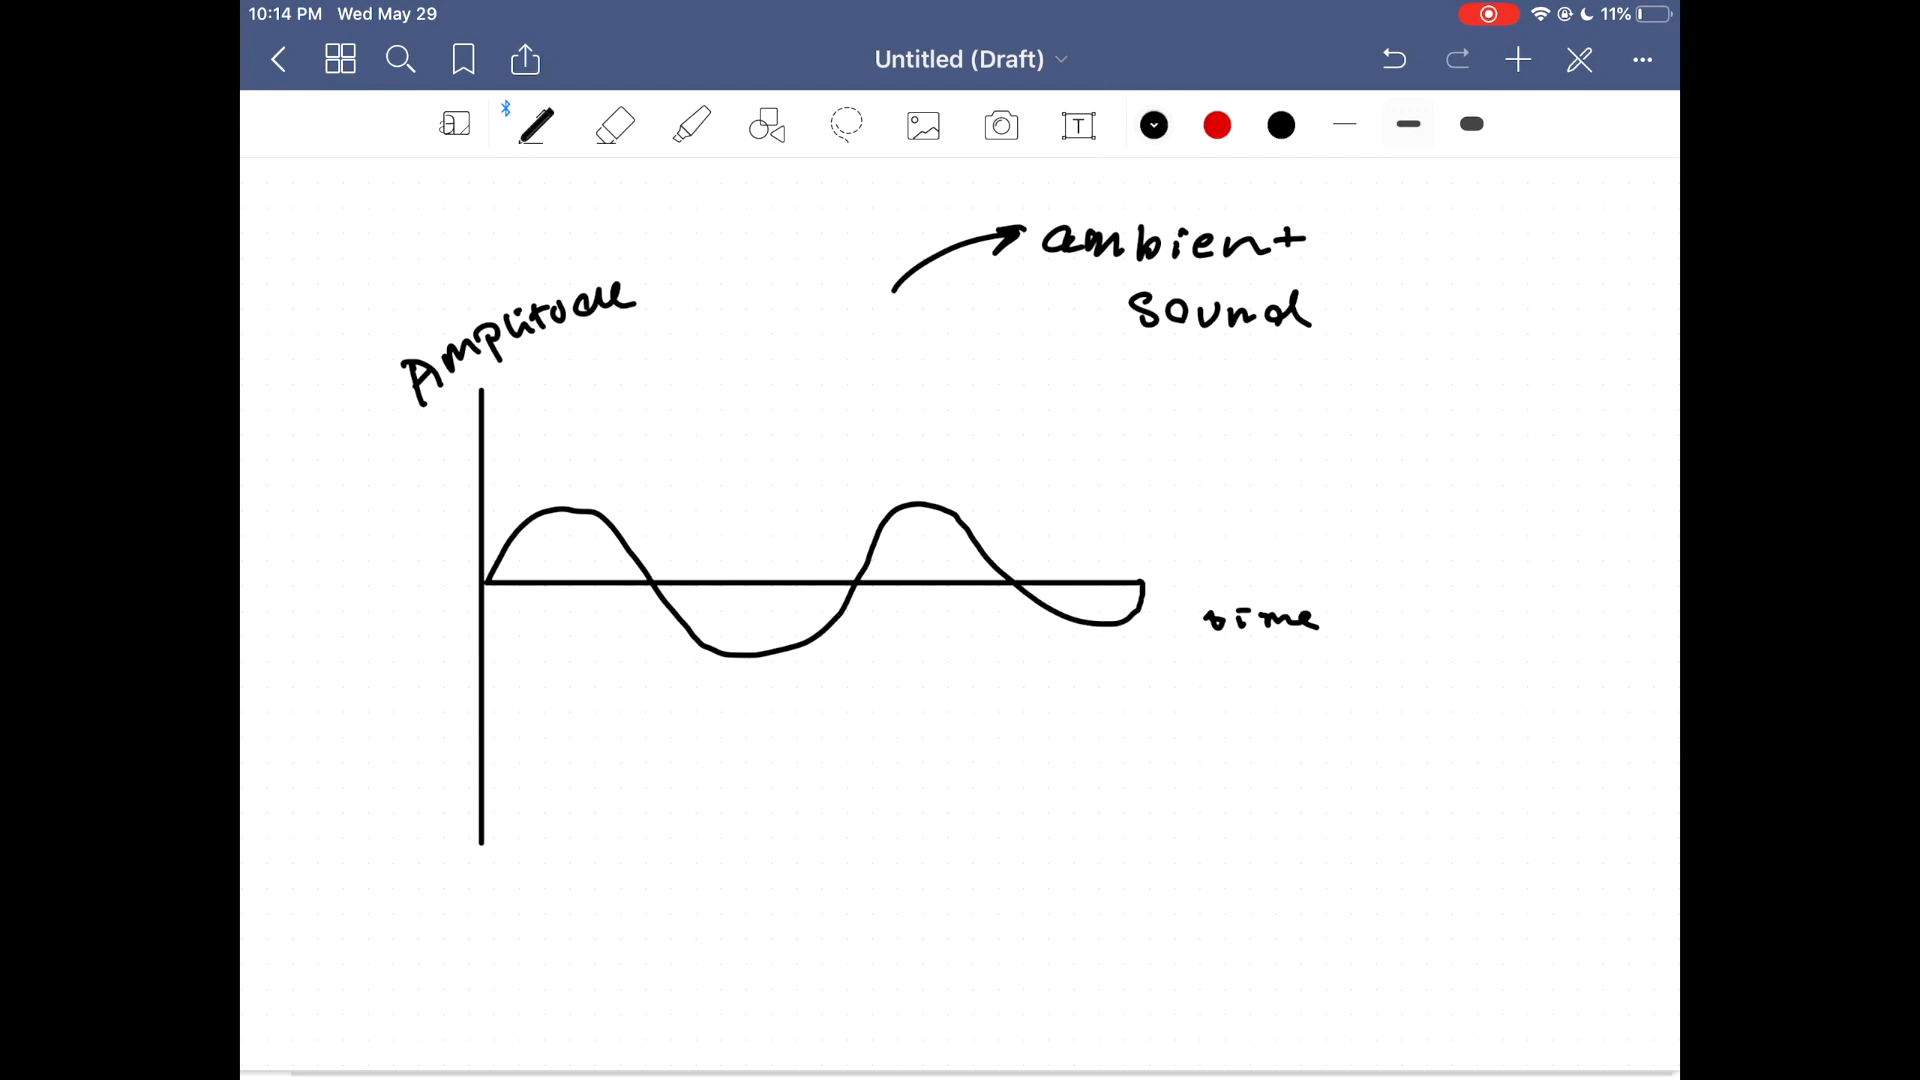 10:14 PM Wed May 29
11%
Untitled (Draft)
T
ambient
sound
Amplitude
time